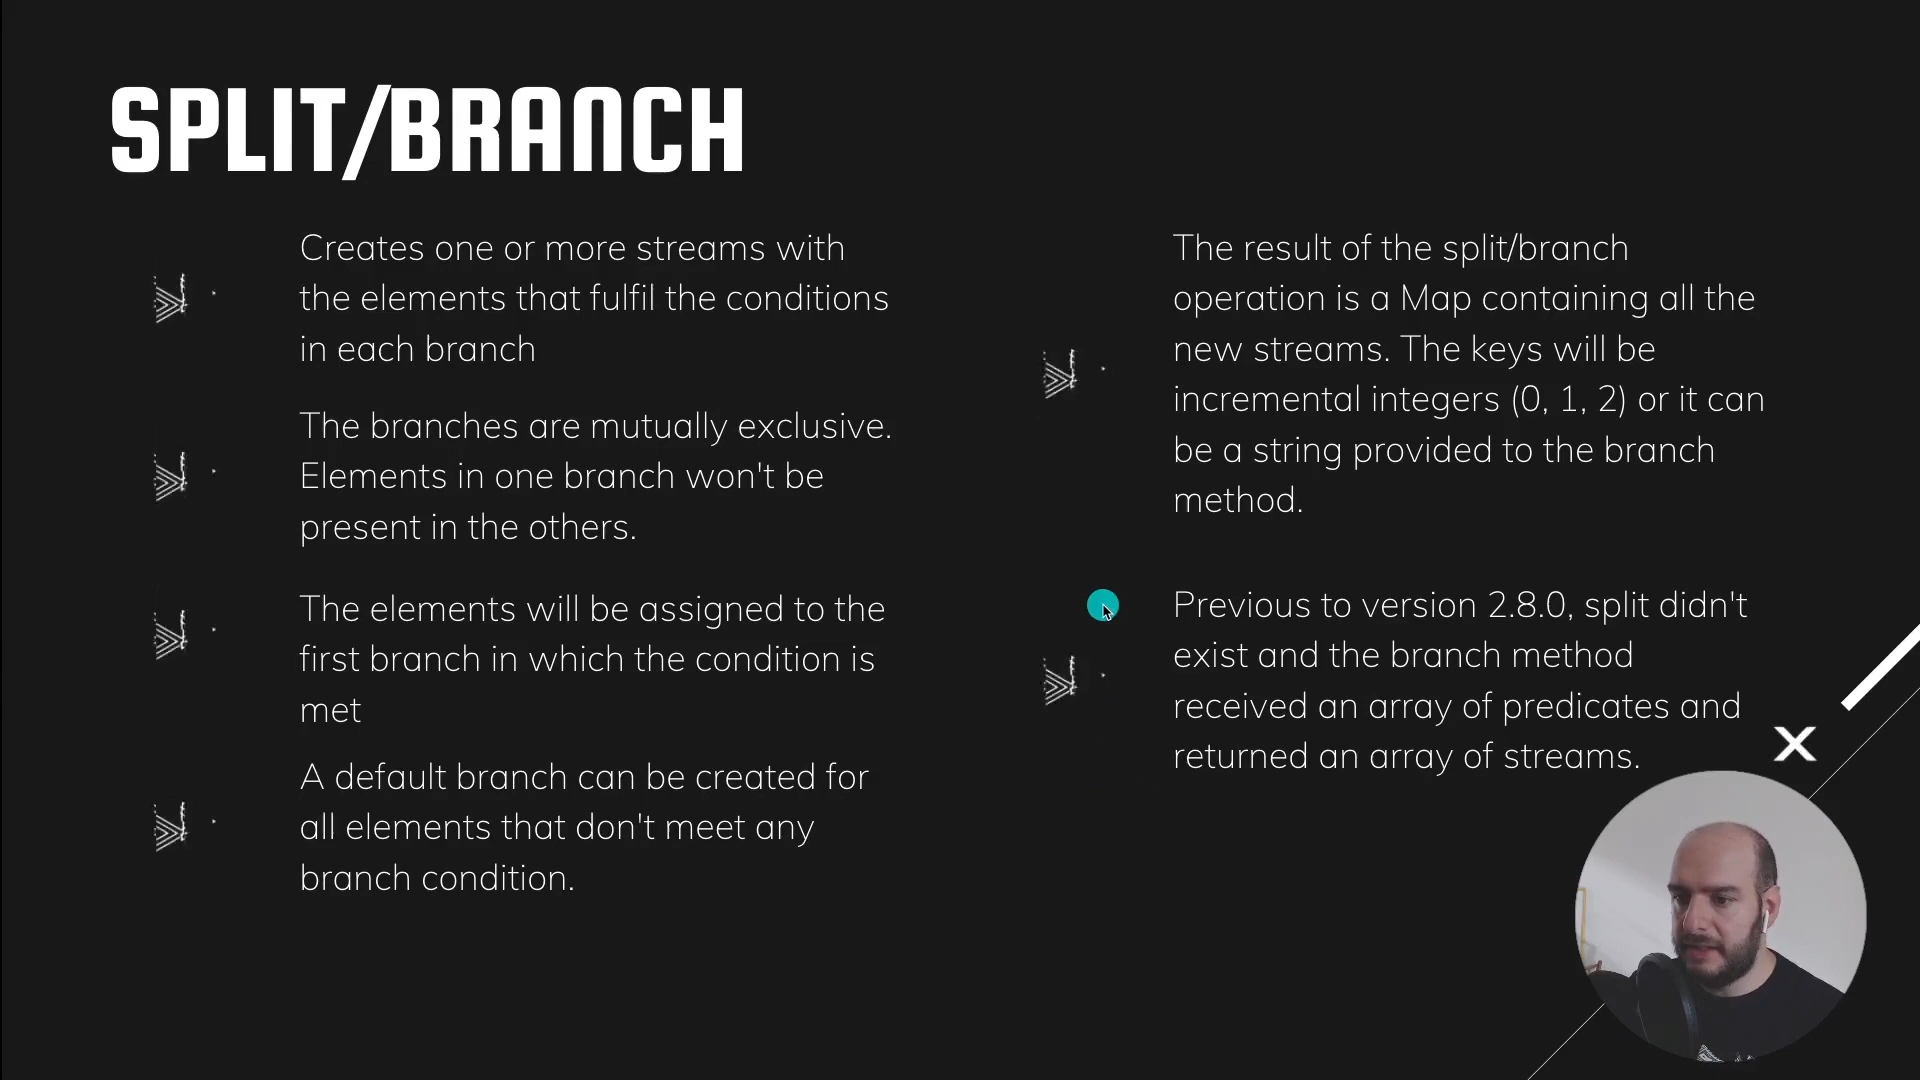 SPLIT/BRANCH
Creates one or more streams with
the elements that fulfil the conditions
in each branch
The branches are mutually exclusive.
Elements in one branch won't be
present in the others.
The elements will be assigned to the
first branch in which the condition is
met
A default branch can be created for
all elements that don't meet any
branch condition.
The result of the split/branch
operation is a Map containing all the
new streams. The keys will be
incremental integers (0, 1, 2) or it can
be a string provided to the branch
method.
Previous to version 2.8.0, split didn't
exist and the branch method
received an array of predicates and
returned an array of streams.